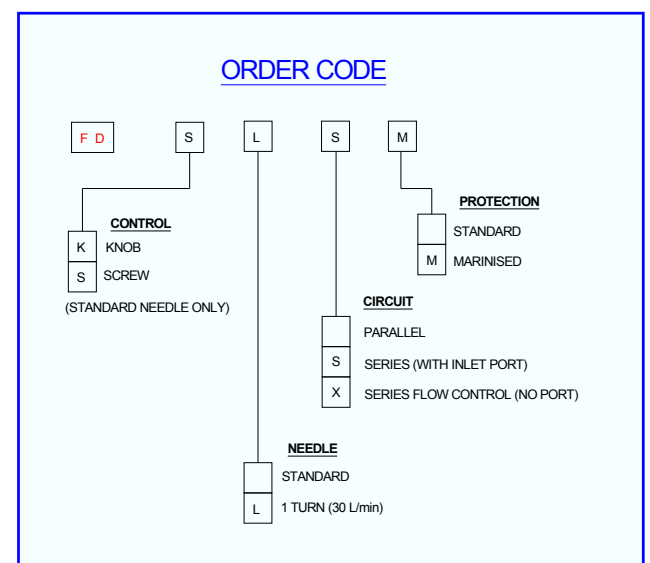 ORDER CODE
F D S L S M
CONTROL
K KNOB
S SCREW
(STANDARD NEEDLE ONLY)
PROTECTION
STANDARD
M MARINISED
CIRCUIT
PARALLEL
S SERIES (WITH INLET PORT)
X SERIES FLOW CONTROL (NO PORT)
NEEDLE
STANDARD
L 1 TURN (30 L/min)